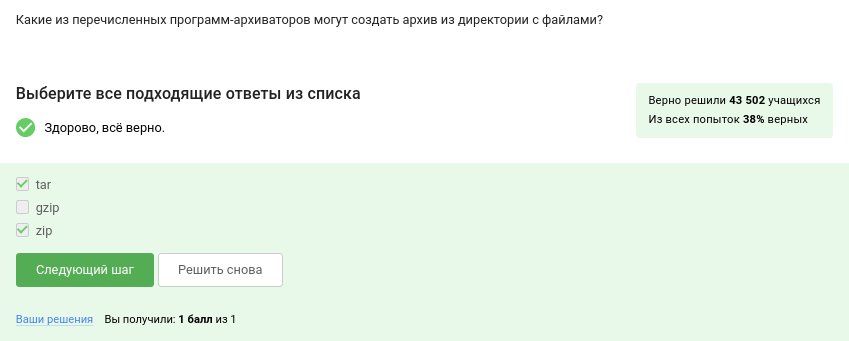 Какие из перечисленных программ-архиваторов могут создать архив из директории с файлами?
Выберите все подходящие ответы из списка
Здорово, всё верно.
Верно решили 43 502 учащихся
Из всех попыток 38% верных
tar
gzip
zip
Следующий шаг
Решить снова
Ваши решения Вы получили: 1 балл из 1